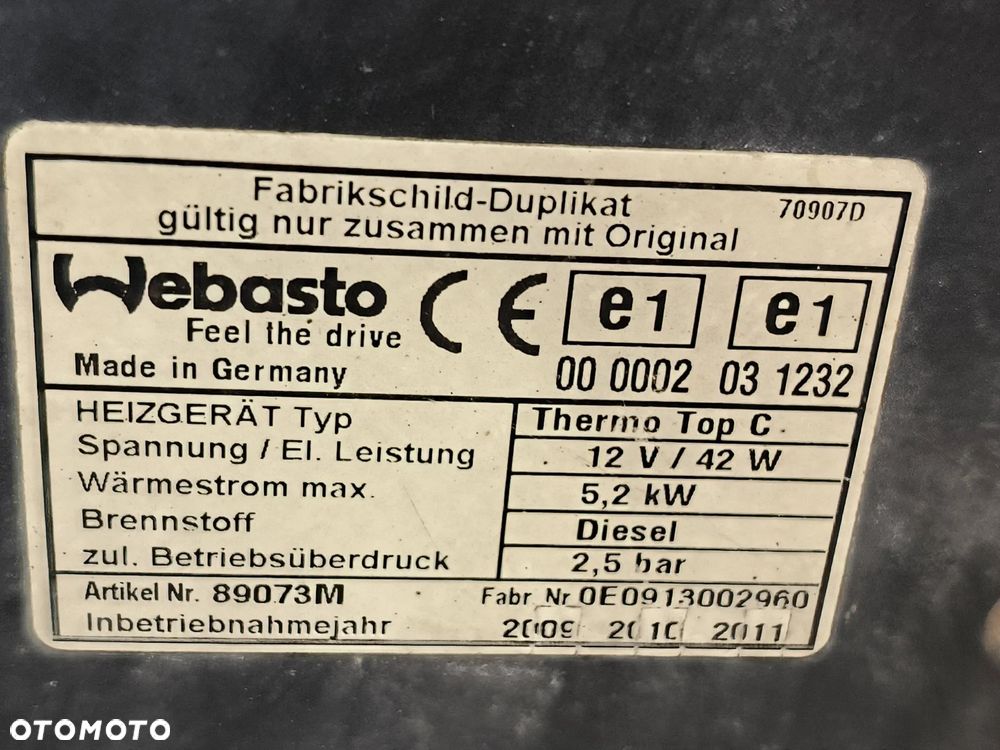 Fabrikschild-Duplikat 70907D
gültig nur zusammen mit Original
Webasto CE e1 e1
Feel the drive
Made in Germany 00 0002 03 1232
HEIZGERÄT Typ Thermo Top C
Spannung / El. Leistung 12 V / 42 W
Wärmestrom max. 5,2 kW
Brennstoff Diesel
zul. Betriebsüberdruck 2,5 bar
Artikel Nr. 89073M Fabr. Nr 0E0913002960
Inbetriebnahmejahr 2009 2010 2011
OTOMOTO